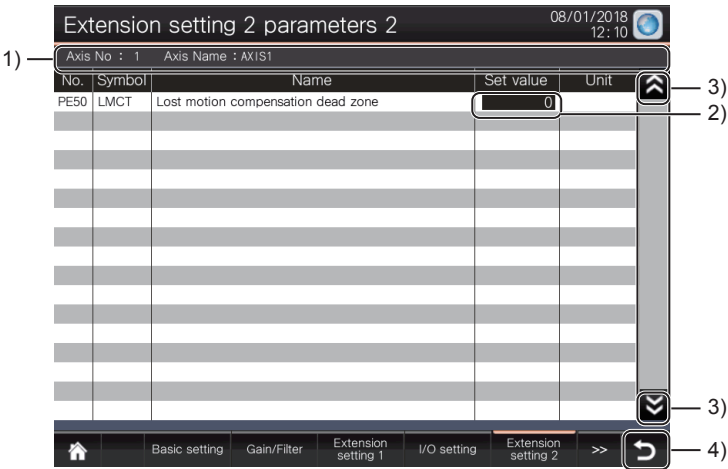 Extension setting 2 parameters 2
08/01/2018
12:10
1)
Axis No : 1 Axis Name : AXIS1
No. Symbol Name Set value Unit
3)
PE50 LMCT Lost motion compensation dead zone 0
2)
3)
Basic setting Gain/Filter Extension setting 1 I/O setting Extension setting 2 >>
4)